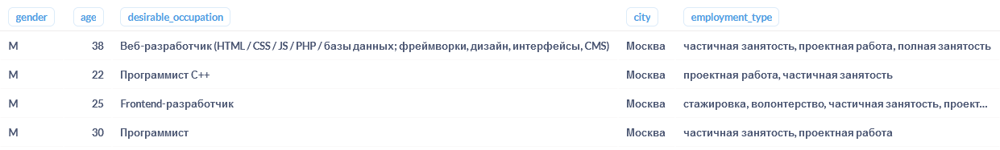 gender age desirable_occupation city employment_type
М 38 Веб-разработчик (HTML / CSS / JS / PHP / базы данных; фреймворки, дизайн, интерфейсы, CMS) Москва частичная занятость, проектная работа, полная занятость
М 22 Программист C++ Москва проектная работа, частичная занятость
М 25 Frontend-разработчик Москва стажировка, волонтерство, частичная занятость, проект...
М 30 Программист Москва частичная занятость, проектная работа